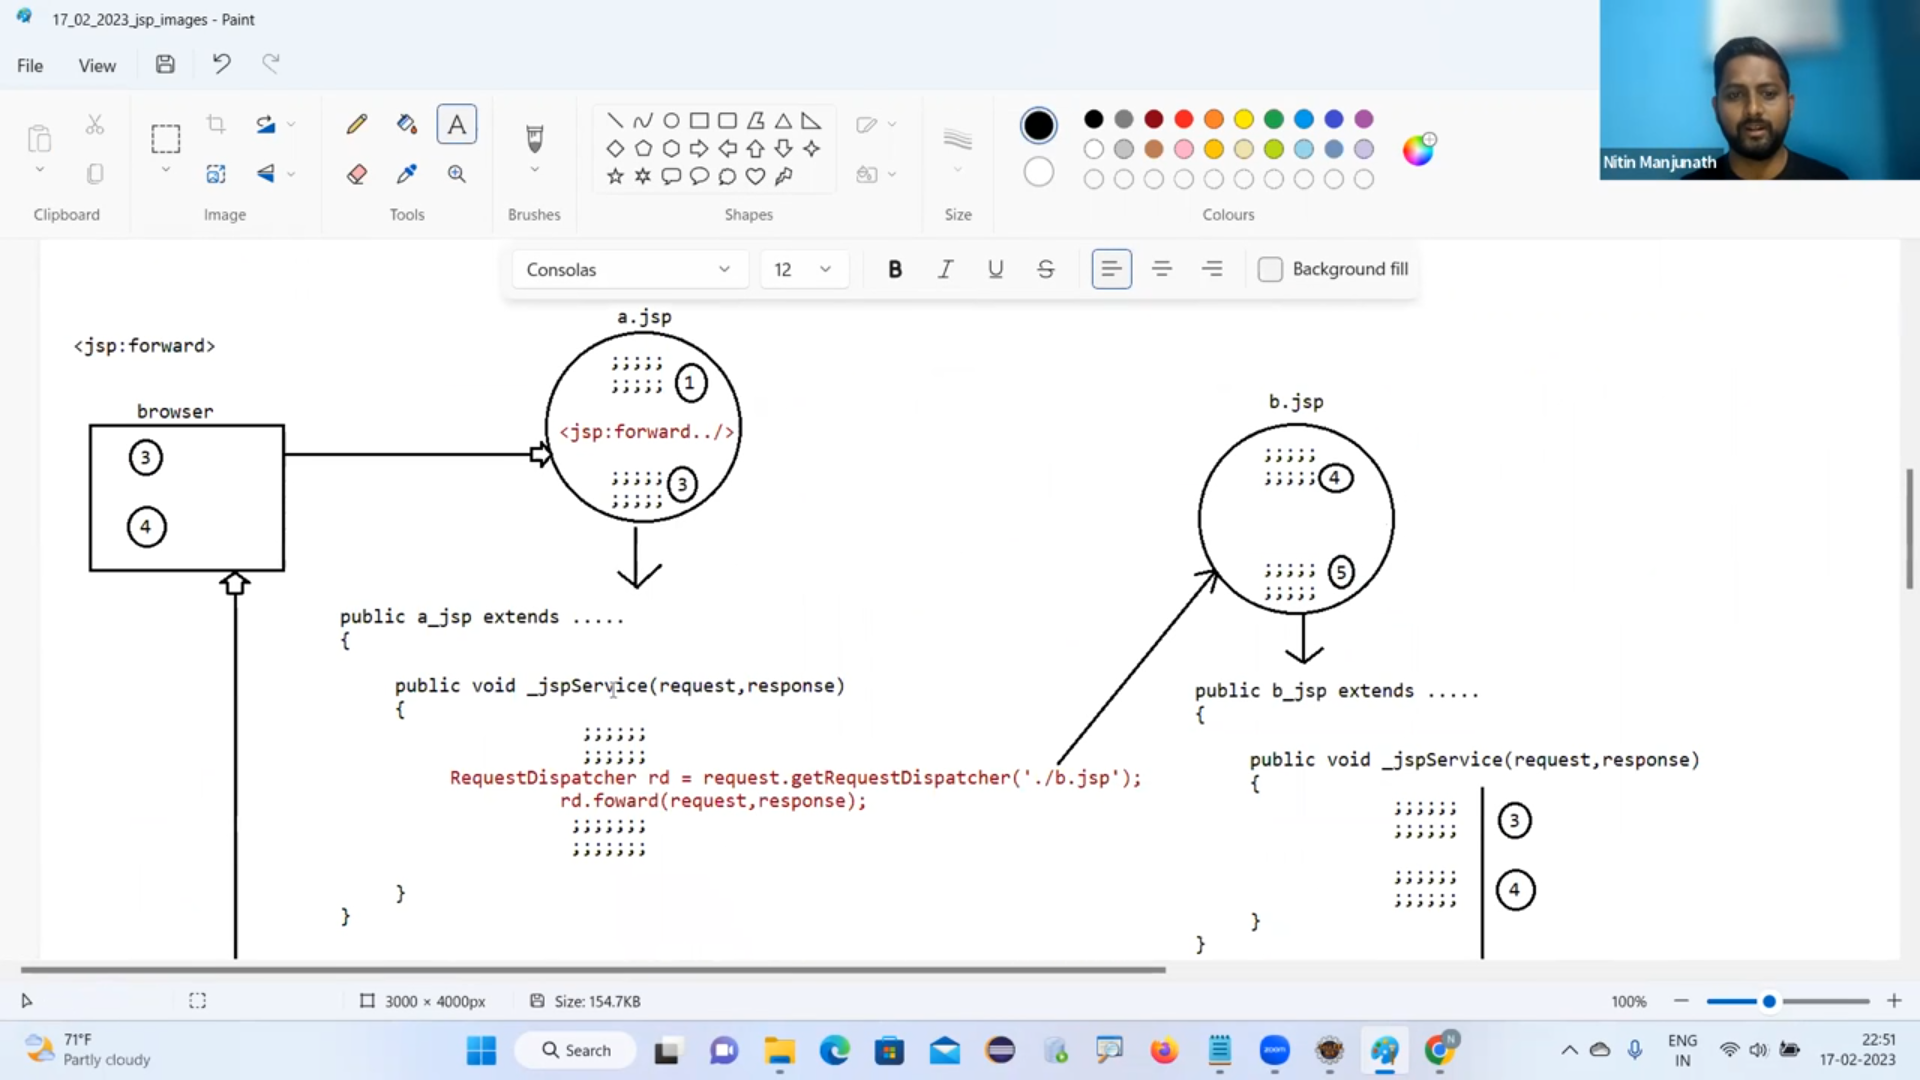 17_02_2023_jsp_images - Paint
File
View
Clipboard
Image
Tools
Brushes
Shapes
Size
Colours
Nitin Manjunath
Consolas
12
B
I
U
S
Background fill
<jsp:forward>
a.jsp
;;;;;
;;;;;
1
<jsp:forward../>
;;;;;
;;;;;
3
browser
3
4
b.jsp
;;;;;
;;;;;
4
;;;;;
;;;;;
5
public a_jsp extends .....
{
public void _jspService(request,response)
{
;;;;;;
;;;;;;
RequestDispatcher rd = request.getRequestDispatcher('./b.jsp');
rd.foward(request,response);
;;;;;;;
;;;;;;;
}
}
public b_jsp extends .....
{
public void _jspService(request,response)
{
;;;;;;
;;;;;;
3
;;;;;;
;;;;;;
4
}
}
3000 × 4000px
Size: 154.7KB
100%
71°F
Partly cloudy
Search
zoom
N
ENG
IN
22:51
17-02-2023